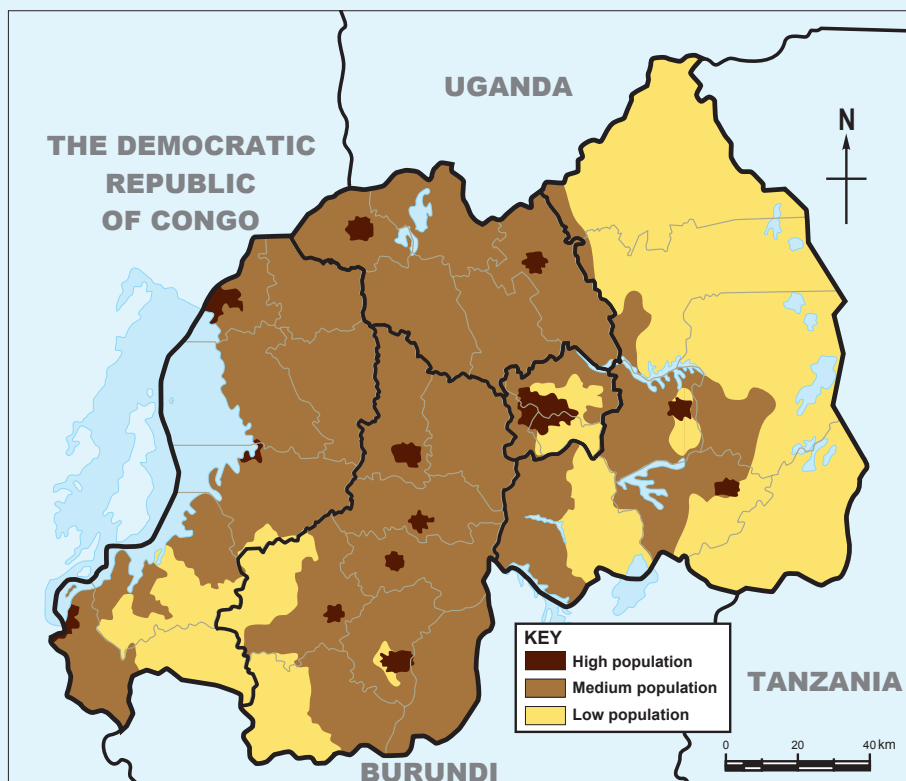 UGANDA
THE DEMOCRATIC
REPUBLIC
OF CONGO
N
KEY
High population
Medium population
Low population
TANZANIA
BURUNDI
0 20 40 km